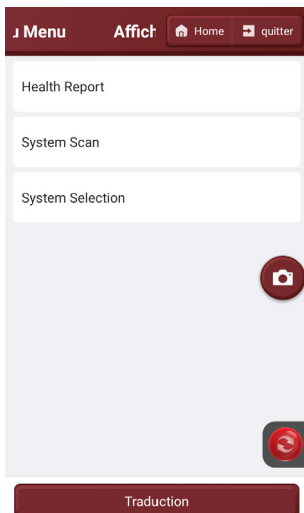 u Menu Affich Home quitter
Health Report
System Scan
System Selection
Traduction